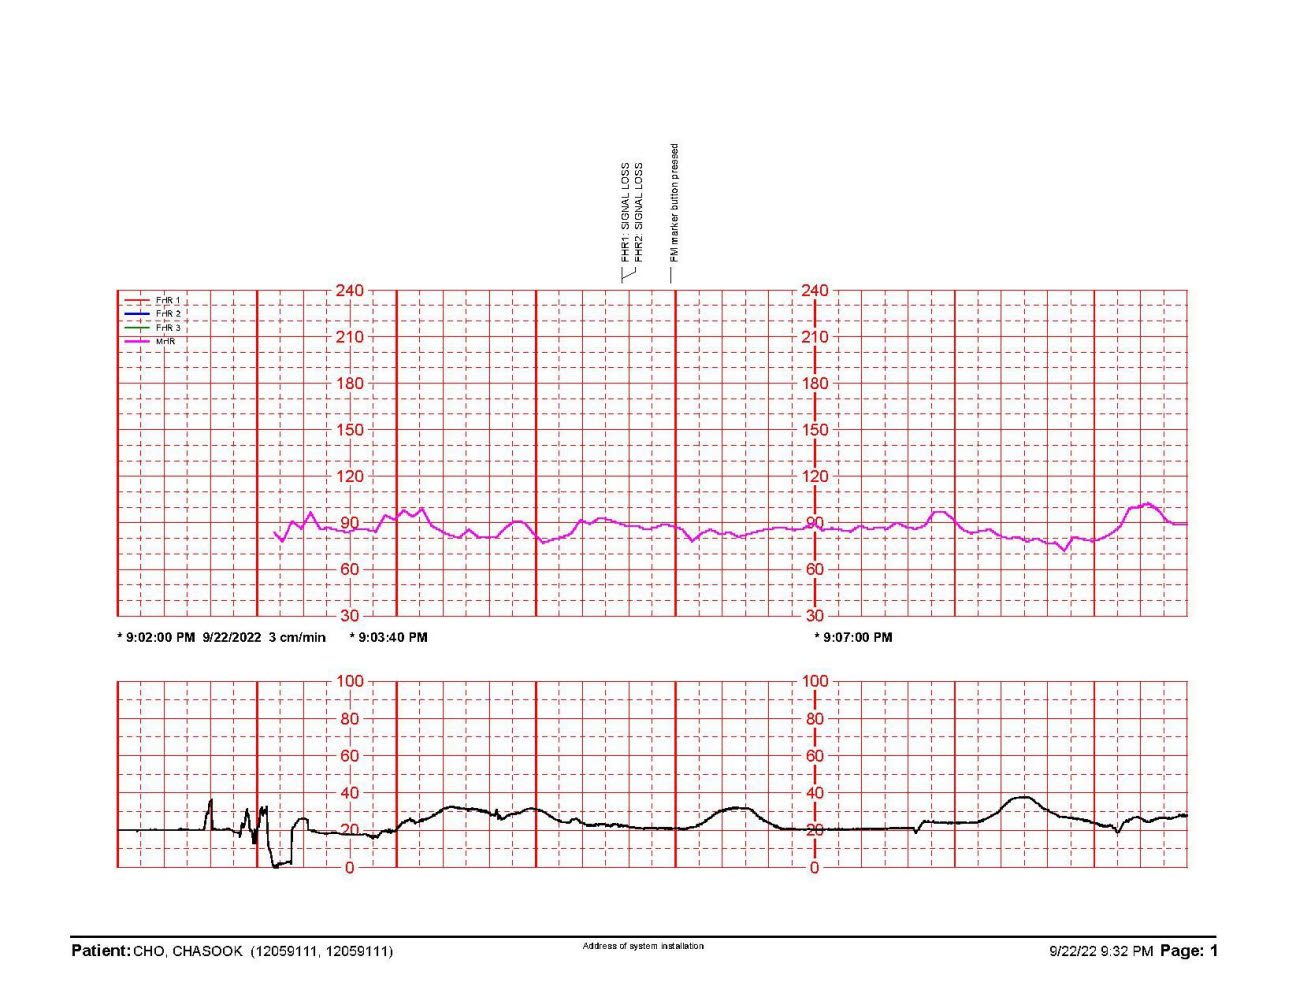 FHR1: SIGNAL LOSS
FHR2: SIGNAL LOSS
FM marker button pressed
FHR 1
FHR 2
FHR 3
MHR
240 240
210 210
180 180
150 150
120 120
90 90
60 60
30 30
* 9:02:00 PM 9/22/2022 3 cm/min * 9:03:40 PM * 9:07:00 PM
100 100
80 80
60 60
40 40
20 20
0 0
Patient: CHO, CHASOOK (12059111, 12059111) Address of system installation 9/22/22 9:32 PM Page: 1